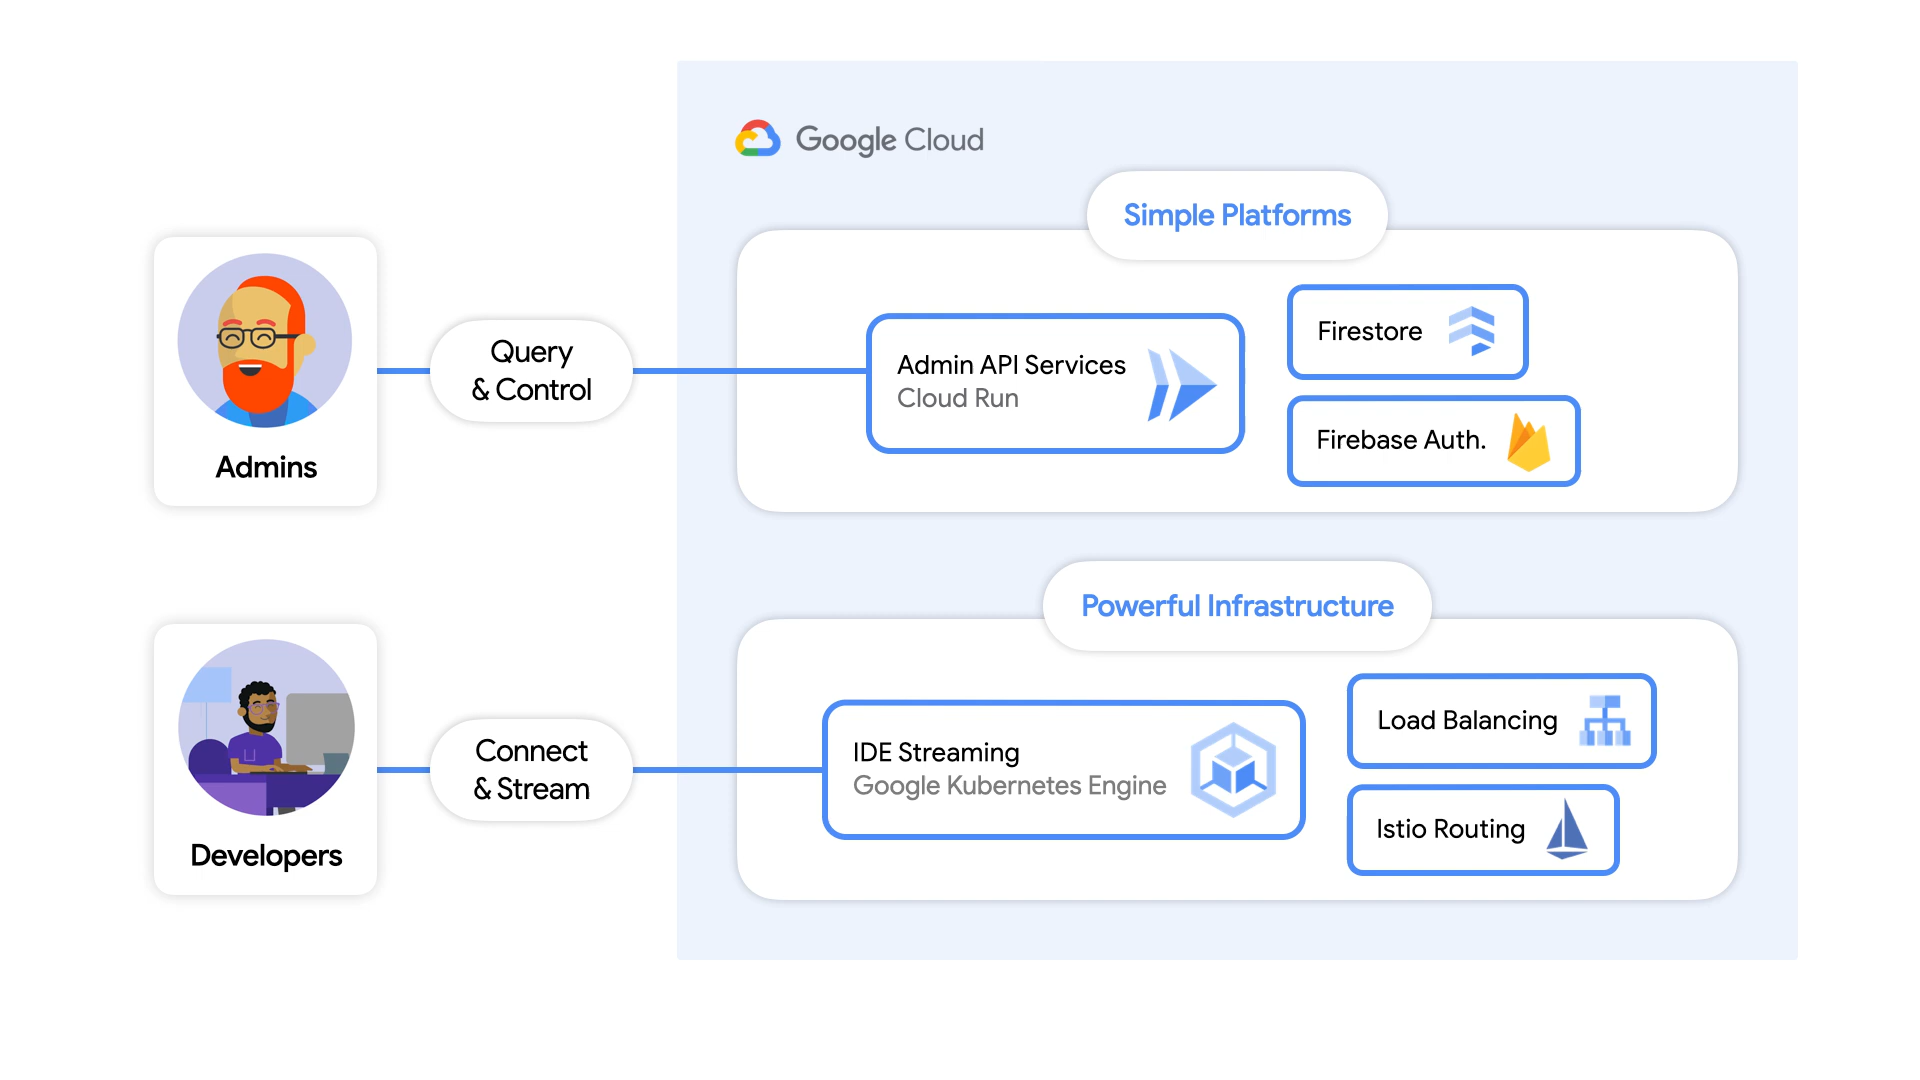 Google Cloud
Simple Platforms
Admins
Query
& Control
Admin API Services
Cloud Run
Firestore
Firebase Auth.
Powerful Infrastructure
Developers
Connect
& Stream
IDE Streaming
Google Kubernetes Engine
Load Balancing
Istio Routing